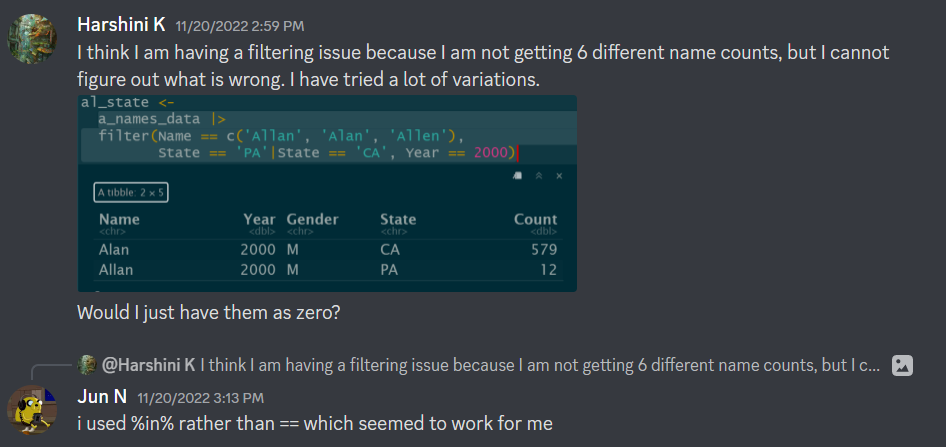 Harshini K 11/20/2022 2:59 PM
I think I am having a filtering issue because I am not getting 6 different name counts, but I cannot
figure out what is wrong. I have tried a lot of variations.
al_state <-
a_names_data |>
filter(Name == c('Allan', 'Alan', 'Allen'),
State == 'PA'|State == 'CA', Year == 2000)
A tibble: 2 × 5
Name Year Gender State Count
<chr> <dbl> <chr> <chr> <dbl>
Alan 2000 M CA 579
Allan 2000 M PA 12
Would I just have them as zero?
@Harshini K I think I am having a filtering issue because I am not getting 6 different name counts, but I c...
Jun N 11/20/2022 3:13 PM
i used %in% rather than == which seemed to work for me